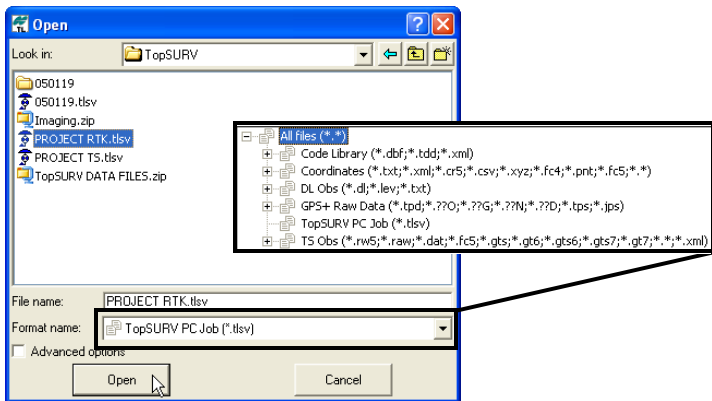 Open
Look in:
TopSURV
050119
050119.tlsv
Imaging.zip
PROJECT RTK.tlsv
PROJECT TS.tlsv
TopSURV DATA FILES.zip
All files (*.*)
Code Library (*.dbf;*.tdd;*.xml)
Coordinates (*.txt;*.xml;*.cr5;*.csv;*.xyz;*.fc4;*.pnt;*.fc5;*.*)
DL Obs (*.dl;*.lev;*.txt)
GPS+ Raw Data (*.tpd;*.??O;*.??G;*.??N;*.??D;*.tps;*.jps)
TopSURV PC Job (*.tlsv)
TS Obs (*.rw5;*.raw;*.dat;*.fc5;*.gts;*.gt6;*.gts6;*.gts7;*.gt7;*.*;*.xml)
File name:
PROJECT RTK.tlsv
Format name:
TopSURV PC Job (*.tlsv)
Advanced options
Open
Cancel